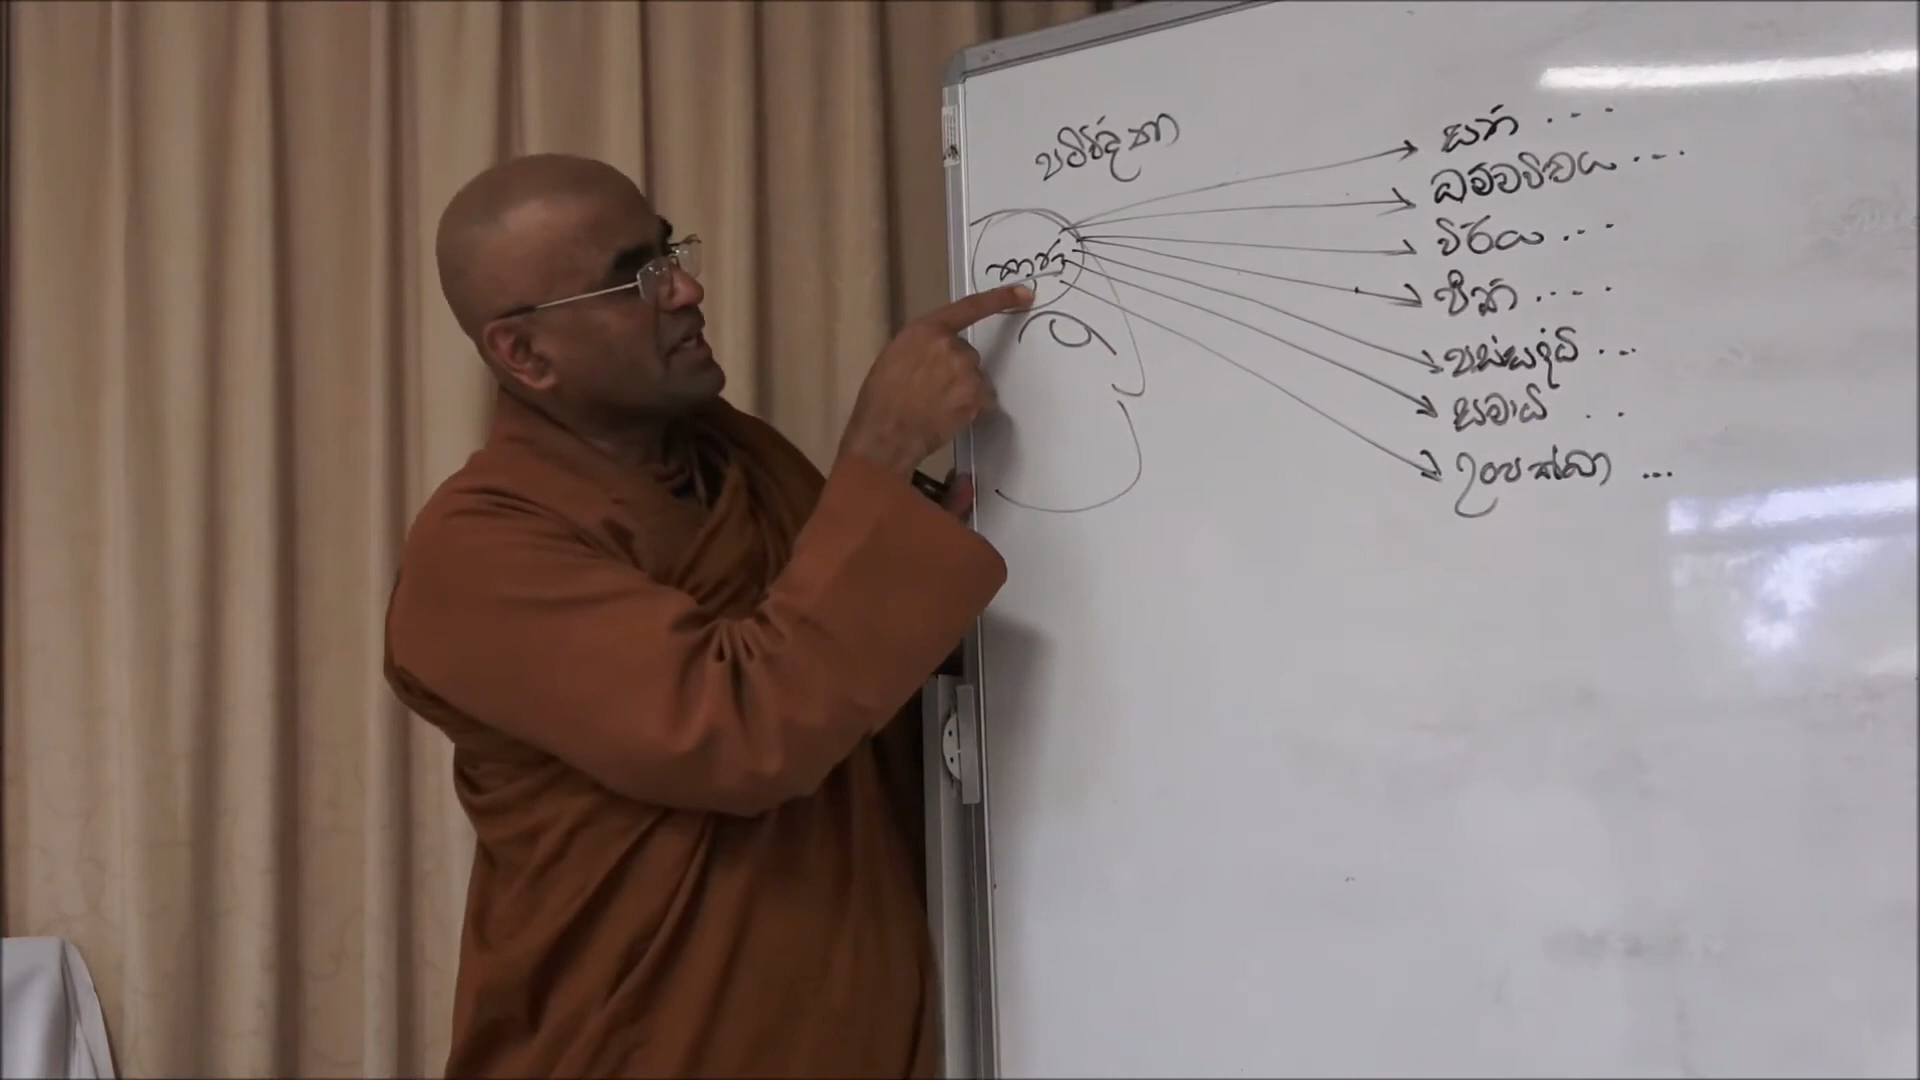 සති ...
ධම්මවිචය ...
විරිය ...
පීති ....
පස්සද්ධි ...
සමාධි ..
උපෙක්ඛා ...